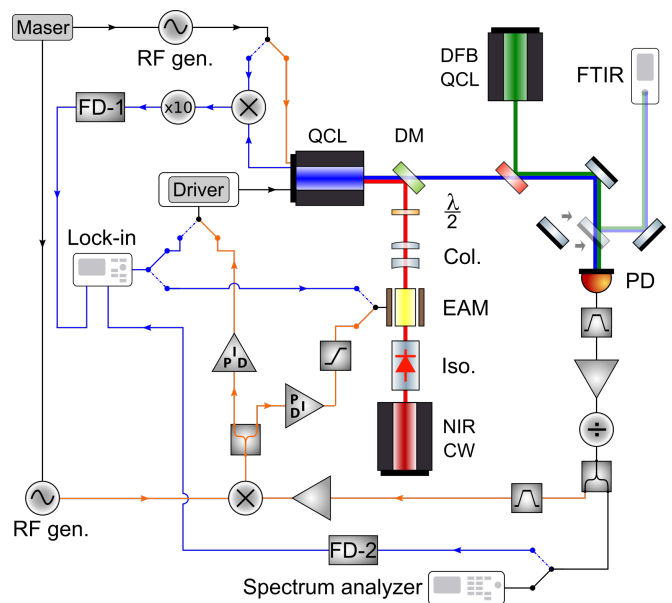 Maser
RF gen.
DFB
QCL
FTIR
FD-1
x10
QCL
DM
Driver
λ/2
Lock-in
Col.
PD
EAM
I
P D
P
D I
Iso.
NIR
CW
÷
RF gen.
FD-2
Spectrum analyzer